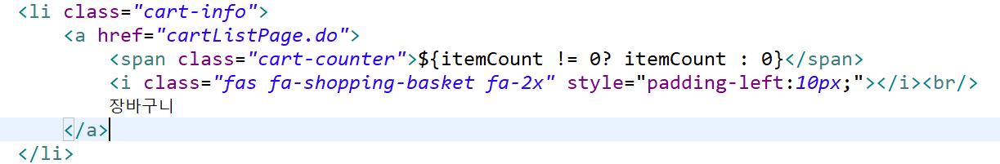 <li class="cart-info">
<a href="cartListPage.do">
<span class="cart-counter">${itemCount != 0? itemCount : 0}</span>
<i class="fas fa-shopping-basket fa-2x" style="padding-left:10px;"></i><br/>
장바구니
</a>
</li>